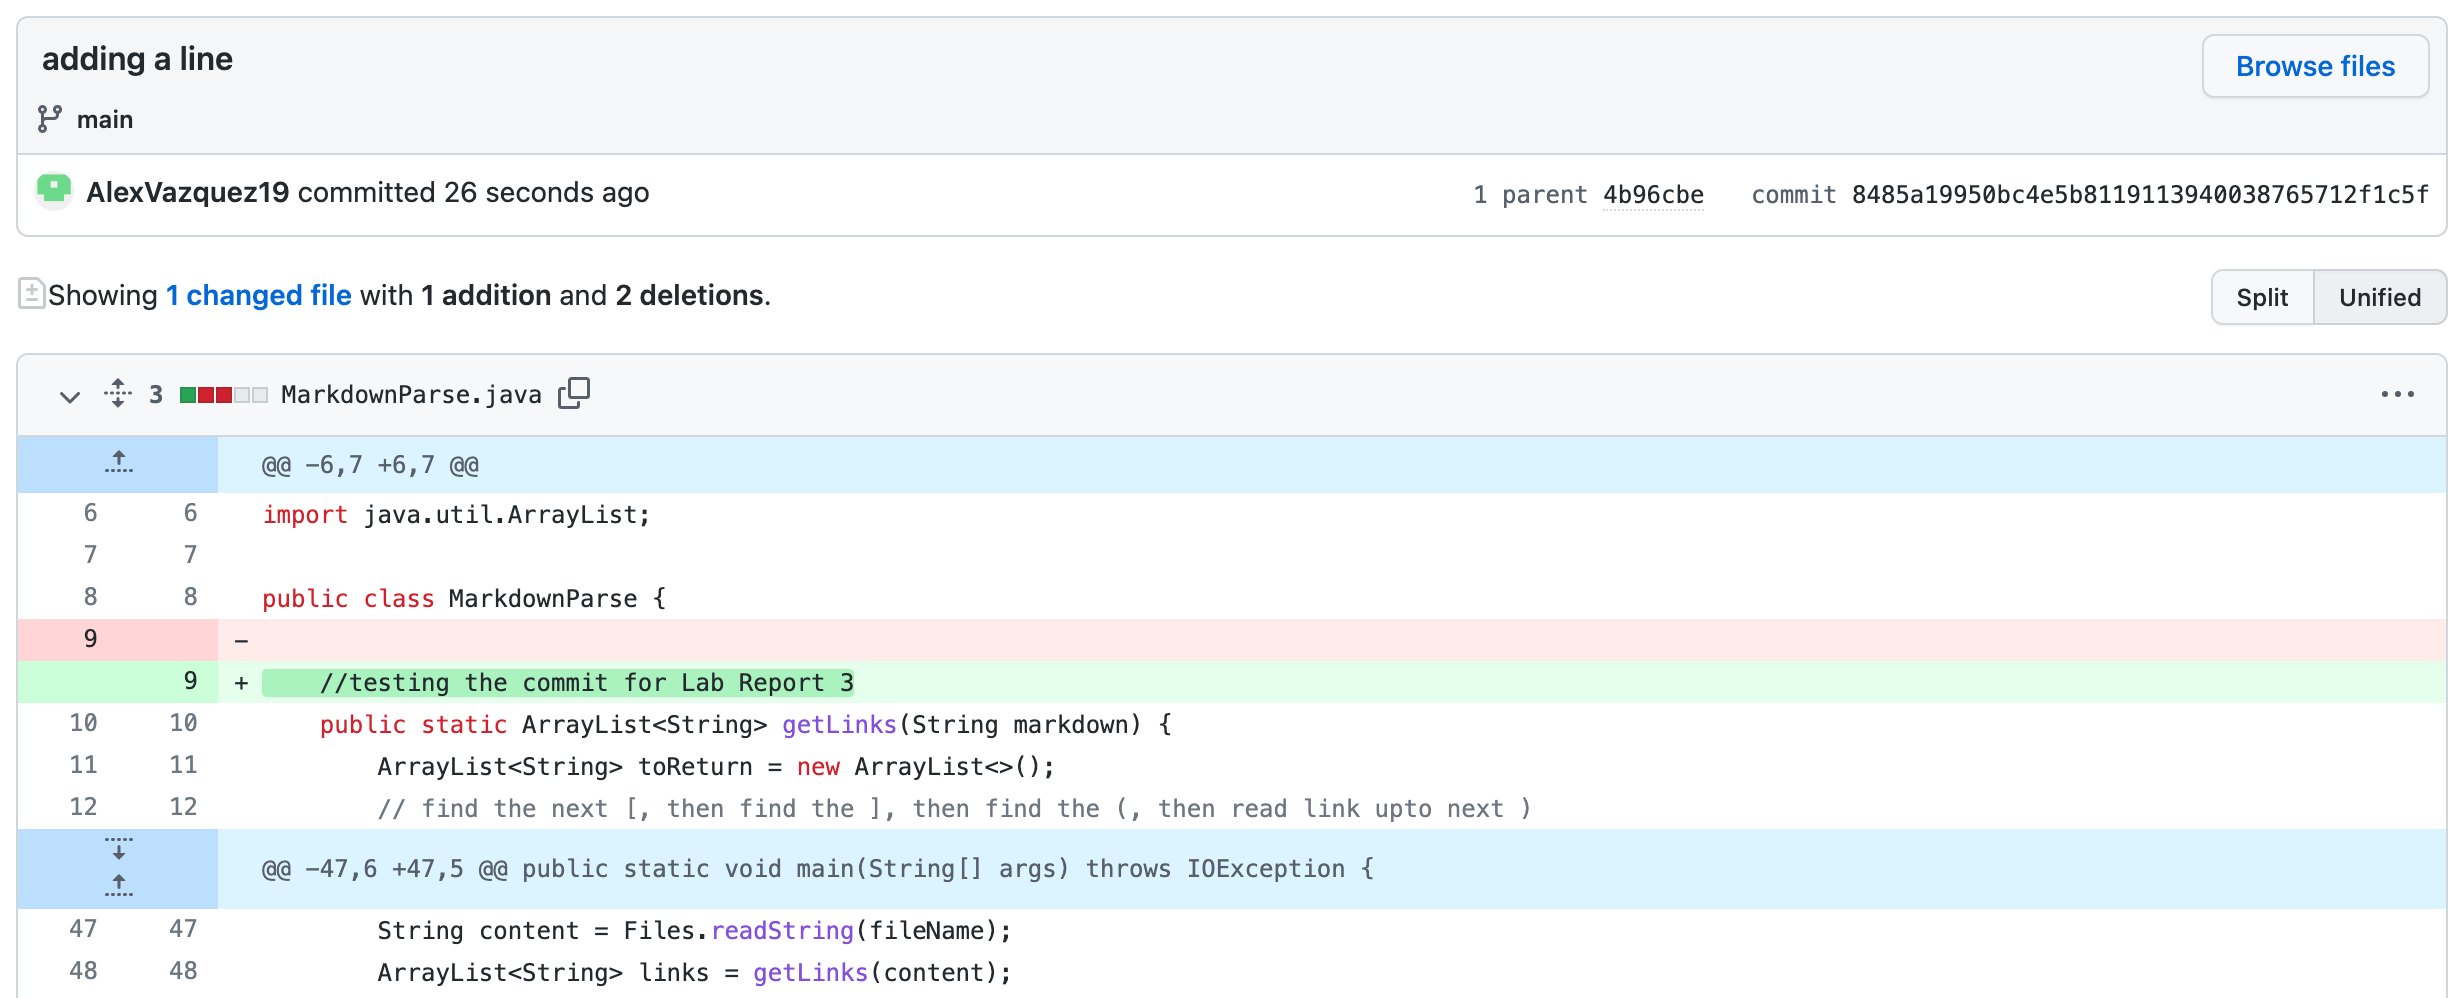 adding a line
Browse files
main
AlexVazquez19 committed 26 seconds ago
1 parent 4b96cbe commit 8485a19950bc4e5b8119113940038765712f1c5f
Showing 1 changed file with 1 addition and 2 deletions.
Split Unified
3 MarkdownParse.java
@@ -6,7 +6,7 @@
6 6 import java.util.ArrayList;
7 7
8 8 public class MarkdownParse {
9 -
9 + //testing the commit for Lab Report 3
10 10 public static ArrayList<String> getLinks(String markdown) {
11 11 ArrayList<String> toReturn = new ArrayList<>();
12 12 // find the next [, then find the ], then find the (, then read link upto next )
@@ -47,6 +47,5 @@ public static void main(String[] args) throws IOException {
47 47 String content = Files.readString(fileName);
48 48 ArrayList<String> links = getLinks(content);